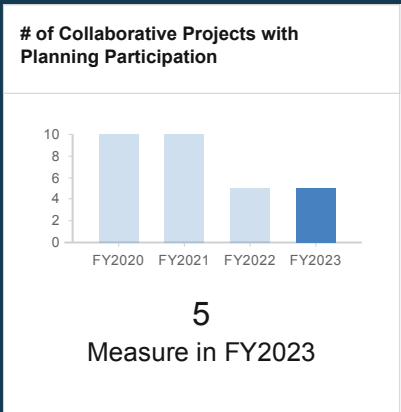 # of Collaborative Projects with
Planning Participation
10
8
6
4
2
0
FY2020 FY2021 FY2022 FY2023
5
Measure in FY2023